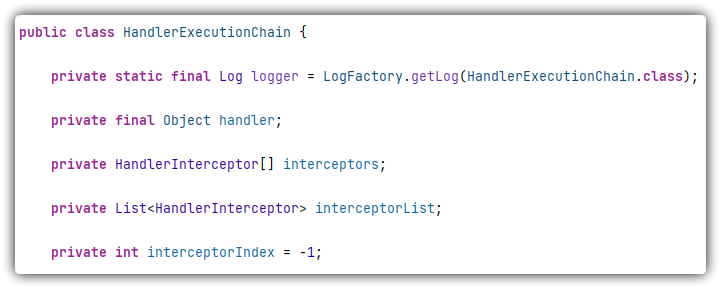 public class HandlerExecutionChain {
private static final Log logger = LogFactory.getLog(HandlerExecutionChain.class);
private final Object handler;
private HandlerInterceptor[] interceptors;
private List<HandlerInterceptor> interceptorList;
private int interceptorIndex = -1;